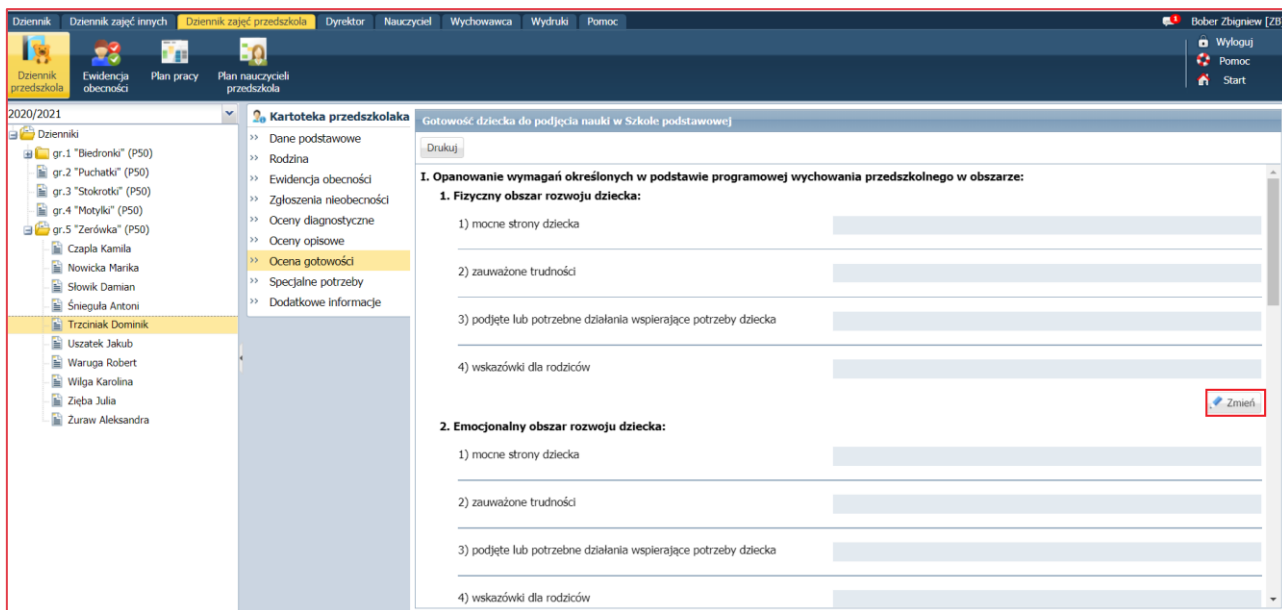 Dziennik Dziennik zajęć innych Dziennik zajęć przedszkola Dyrektor Nauczyciel Wychowawca Wydruki Pomoc Bober Zbigniew [ZB
Dziennik przedszkola
Ewidencja obecności
Plan pracy
Plan nauczycieli przedszkola
Wyloguj
Pomoc
Start
2020/2021
Dzienniki
gr.1 "Biedronki" (P50)
gr.2 "Puchatki" (P50)
gr.3 "Stokrotki" (P50)
gr.4 "Motylki" (P50)
gr.5 "Zerówka" (P50)
Czapla Kamila
Nowicka Marika
Słowik Damian
Śnieguła Antoni
Trzciniak Dominik
Uszatek Jakub
Waruga Robert
Wilga Karolina
Zięba Julia
Żuraw Aleksandra
Kartoteka przedszkolaka
Dane podstawowe
Rodzina
Ewidencja obecności
Zgłoszenia nieobecności
Oceny diagnostyczne
Oceny opisowe
Ocena gotowości
Specjalne potrzeby
Dodatkowe informacje
Gotowość dziecka do podjęcia nauki w Szkole podstawowej
Drukuj
I. Opanowanie wymagań określonych w podstawie programowej wychowania przedszkolnego w obszarze:
1. Fizyczny obszar rozwoju dziecka:
1) mocne strony dziecka
2) zauważone trudności
3) podjęte lub potrzebne działania wspierające potrzeby dziecka
4) wskazówki dla rodziców
Zmień
2. Emocjonalny obszar rozwoju dziecka:
1) mocne strony dziecka
2) zauważone trudności
3) podjęte lub potrzebne działania wspierające potrzeby dziecka
4) wskazówki dla rodziców